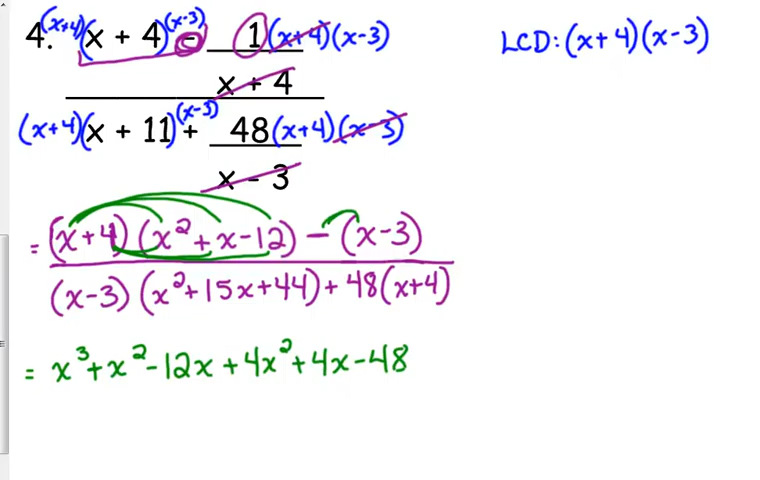 4. (x+4)(x + 4)(x-3) - 1(x+4)(x-3) LCD: (x+4)(x-3)
x + 4
(x+4)(x + 11)(x-3) + 48(x+4)(x-3)
x - 3
= (x+4)(x²+x-12) - (x-3)
(x-3)(x²+15x+44)+48(x+4)
= x³+x²-12x+4x²+4x-48